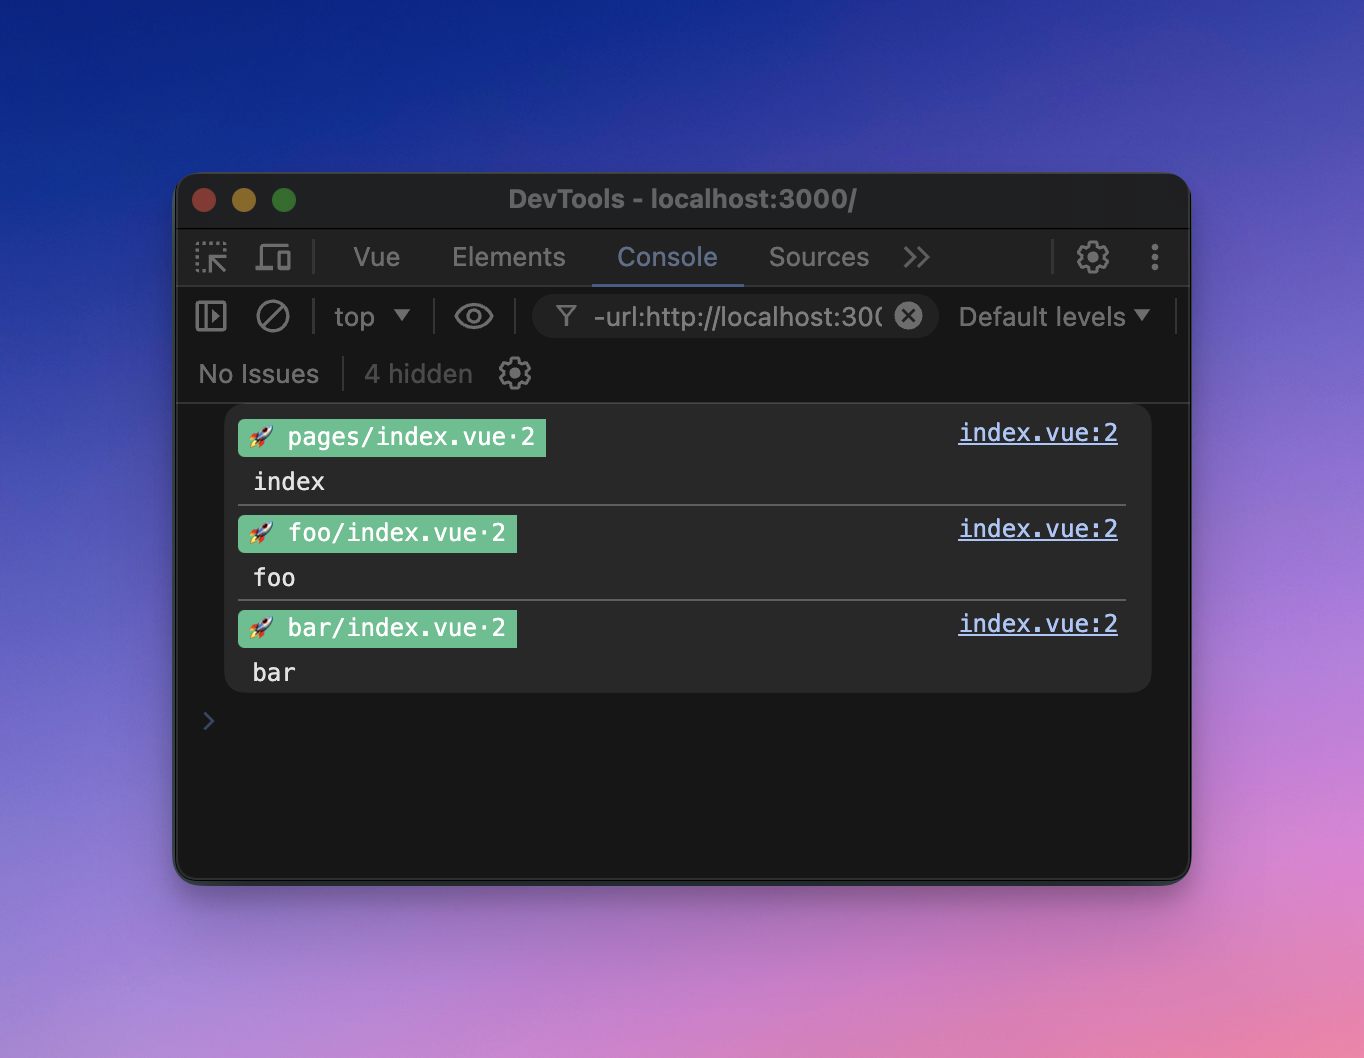 DevTools - localhost:3000/
Vue Elements Console Sources
top -url:http://localhost:300 Default levels
No Issues 4 hidden
🚀 pages/index.vue·2 index.vue:2
index
🚀 foo/index.vue·2 index.vue:2
foo
🚀 bar/index.vue·2 index.vue:2
bar